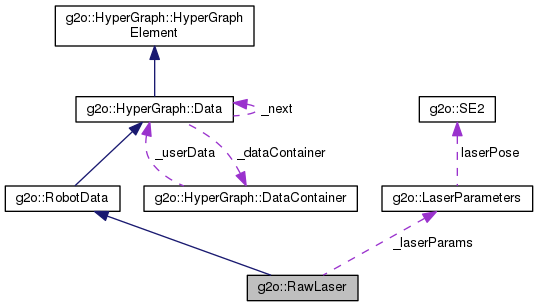 g2o::HyperGraph::HyperGraph
Element
g2o::HyperGraph::Data
_next
g2o::SE2
_userData
_dataContainer
laserPose
g2o::RobotData
g2o::HyperGraph::DataContainer
g2o::LaserParameters
_laserParams
g2o::RawLaser